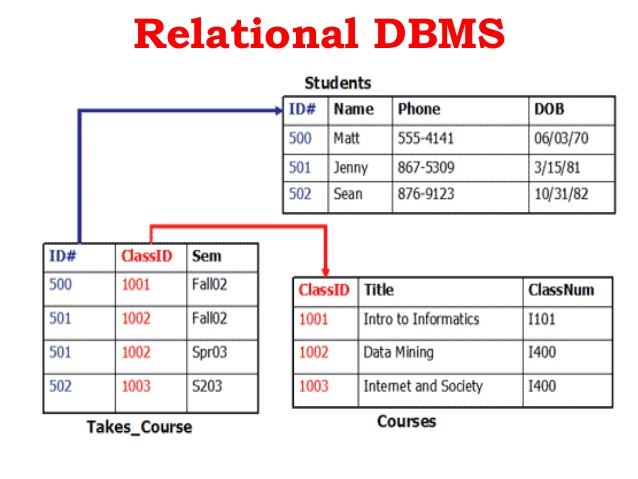 Relational DBMS
Students
ID# Name Phone DOB
500 Matt 555-4141 06/03/70
501 Jenny 867-5309 3/15/81
502 Sean 876-9123 10/31/82
ID# ClassID Sem
500 1001 Fall02
501 1002 Fall02
501 1002 Spr03
502 1003 S203
Takes_Course
ClassID Title ClassNum
1001 Intro to Informatics I101
1002 Data Mining I400
1003 Internet and Society I400
Courses